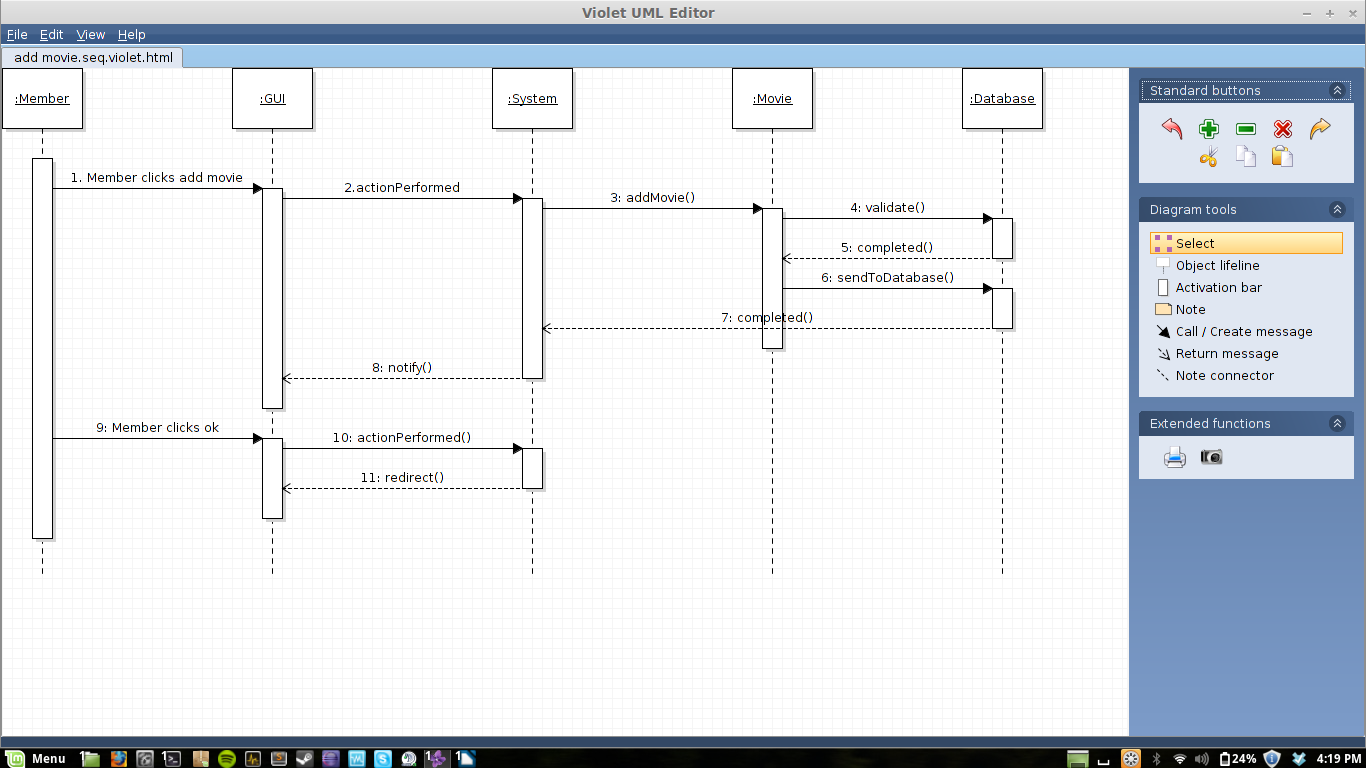 Violet UML Editor
File Edit View Help
add movie.seq.violet.html
:Member :GUI :System :Movie :Database
1. Member clicks add movie
2.actionPerformed
3: addMovie()
4: validate()
5: completed()
6: sendToDatabase()
7: completed()
8: notify()
9: Member clicks ok
10: actionPerformed()
11: redirect()
Standard buttons
Diagram tools
Select
Object lifeline
Activation bar
Note
Call / Create message
Return message
Note connector
Extended functions
Menu 24% 4:19 PM